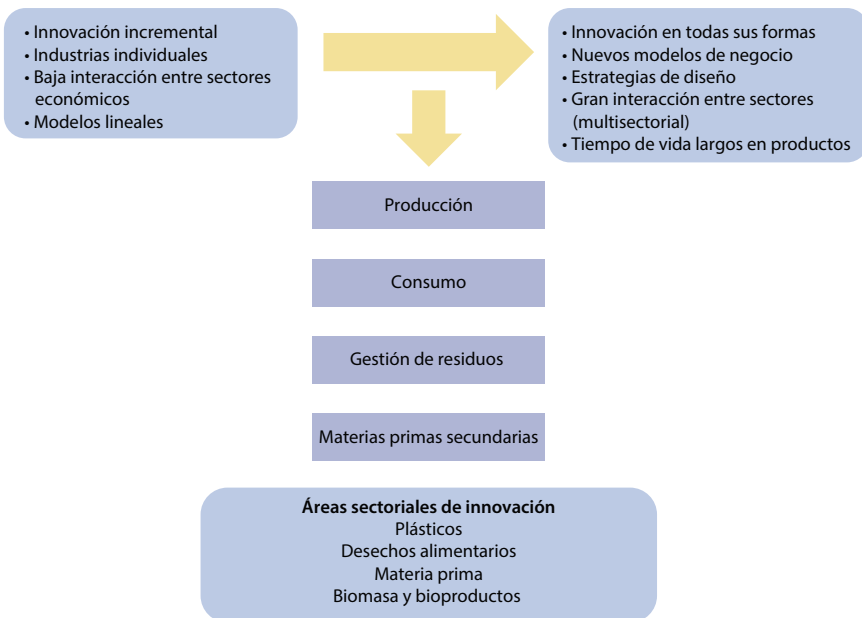 • Innovación incremental
• Industrias individuales
• Baja interacción entre sectores
económicos
• Modelos lineales
• Innovación en todas sus formas
• Nuevos modelos de negocio
• Estrategias de diseño
• Gran interacción entre sectores
(multisectorial)
• Tiempo de vida largos en productos
Producción
Consumo
Gestión de residuos
Materias primas secundarias
Áreas sectoriales de innovación
Plásticos
Desechos alimentarios
Materia prima
Biomasa y bioproductos